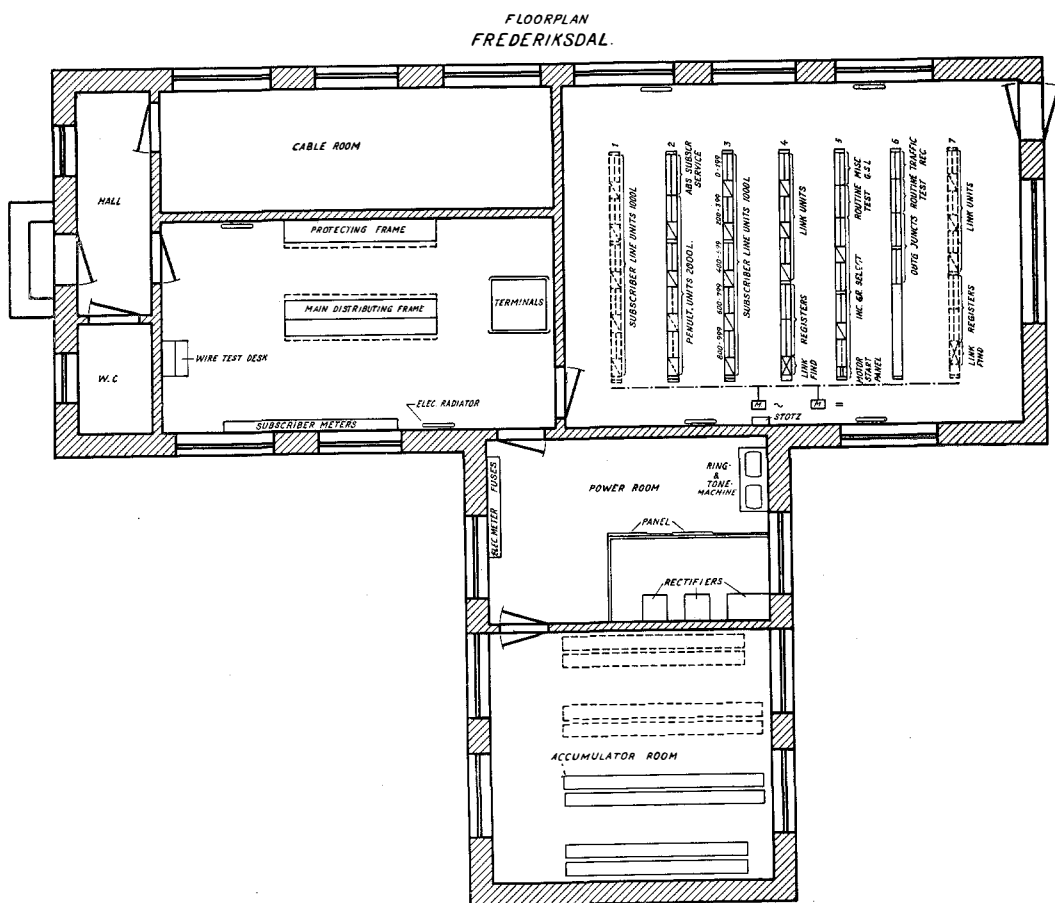 FLOORPLAN
FREDERIKSDAL.
HALL
CABLE ROOM
PROTECTING FRAME
MAIN DISTRIBUTING FRAME
TERMINALS
WIRE TEST DESK
W.C
SUBSCRIBER METERS
ELEC. RADIATOR
1
SUBSCRIBER LINE UNITS 1000 L
2
ABS SUBSCR
SERVICE
PENULT. UNITS 2000 L.
3
0-199
200-399
400-599
600-799
800-999
SUBSCRIBER LINE UNITS 1000 L
4
LINK UNITS
REGISTERS
LINK
FIND
5
ROUTINE MISC
TEST G.S.L
INC GR. SELECT
MOTOR
START
PANEL
6
ROUTINE TRAFFIC
TEST REC
OUTG JUNCTS
7
LINK UNITS
REGISTERS
LINK
FIND
M ~
M =
STOTZ
ELEC METER FUSES
POWER ROOM
RING-
&
TONE-
MACHINE
PANEL
RECTIFIERS
ACCUMULATOR ROOM